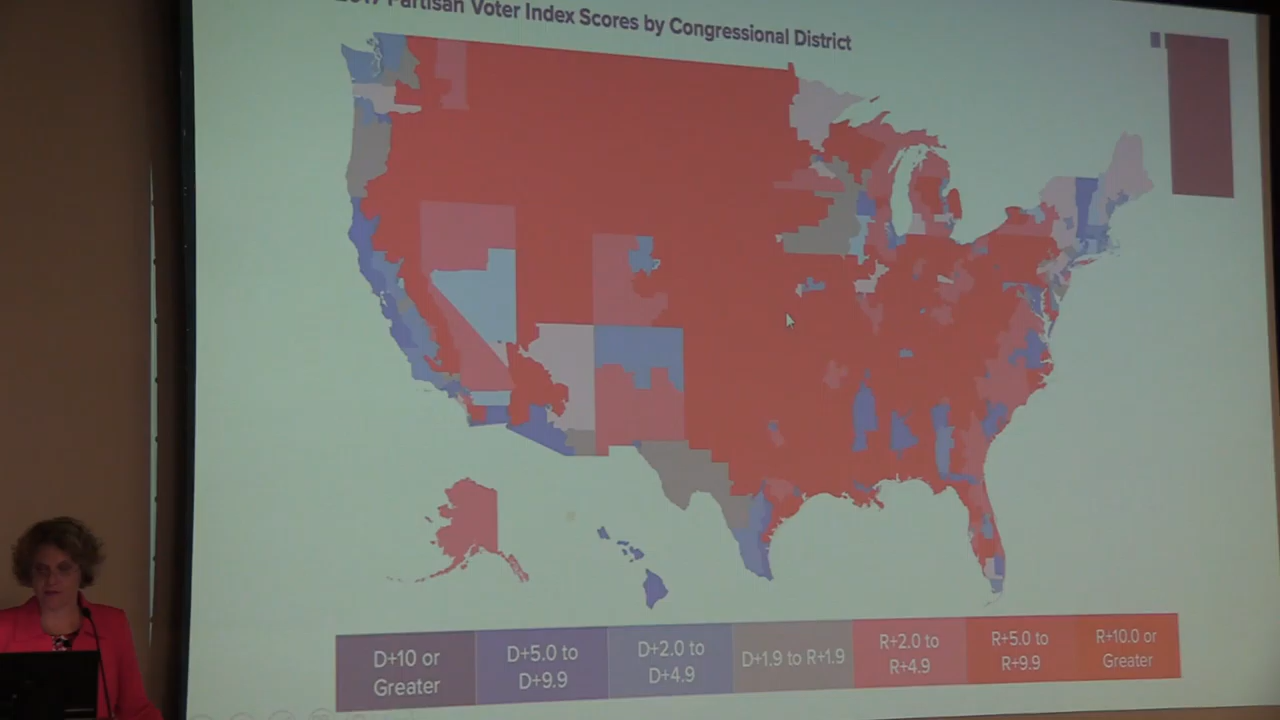 Partisan Voter Index Scores by Congressional District
D+10 or
Greater
D+5.0 to
D+9.9
D+2.0 to
D+4.9
D+1.9 to R+1.9
R+2.0 to
R+4.9
R+5.0 to
R+9.9
R+10.0 or
Greater